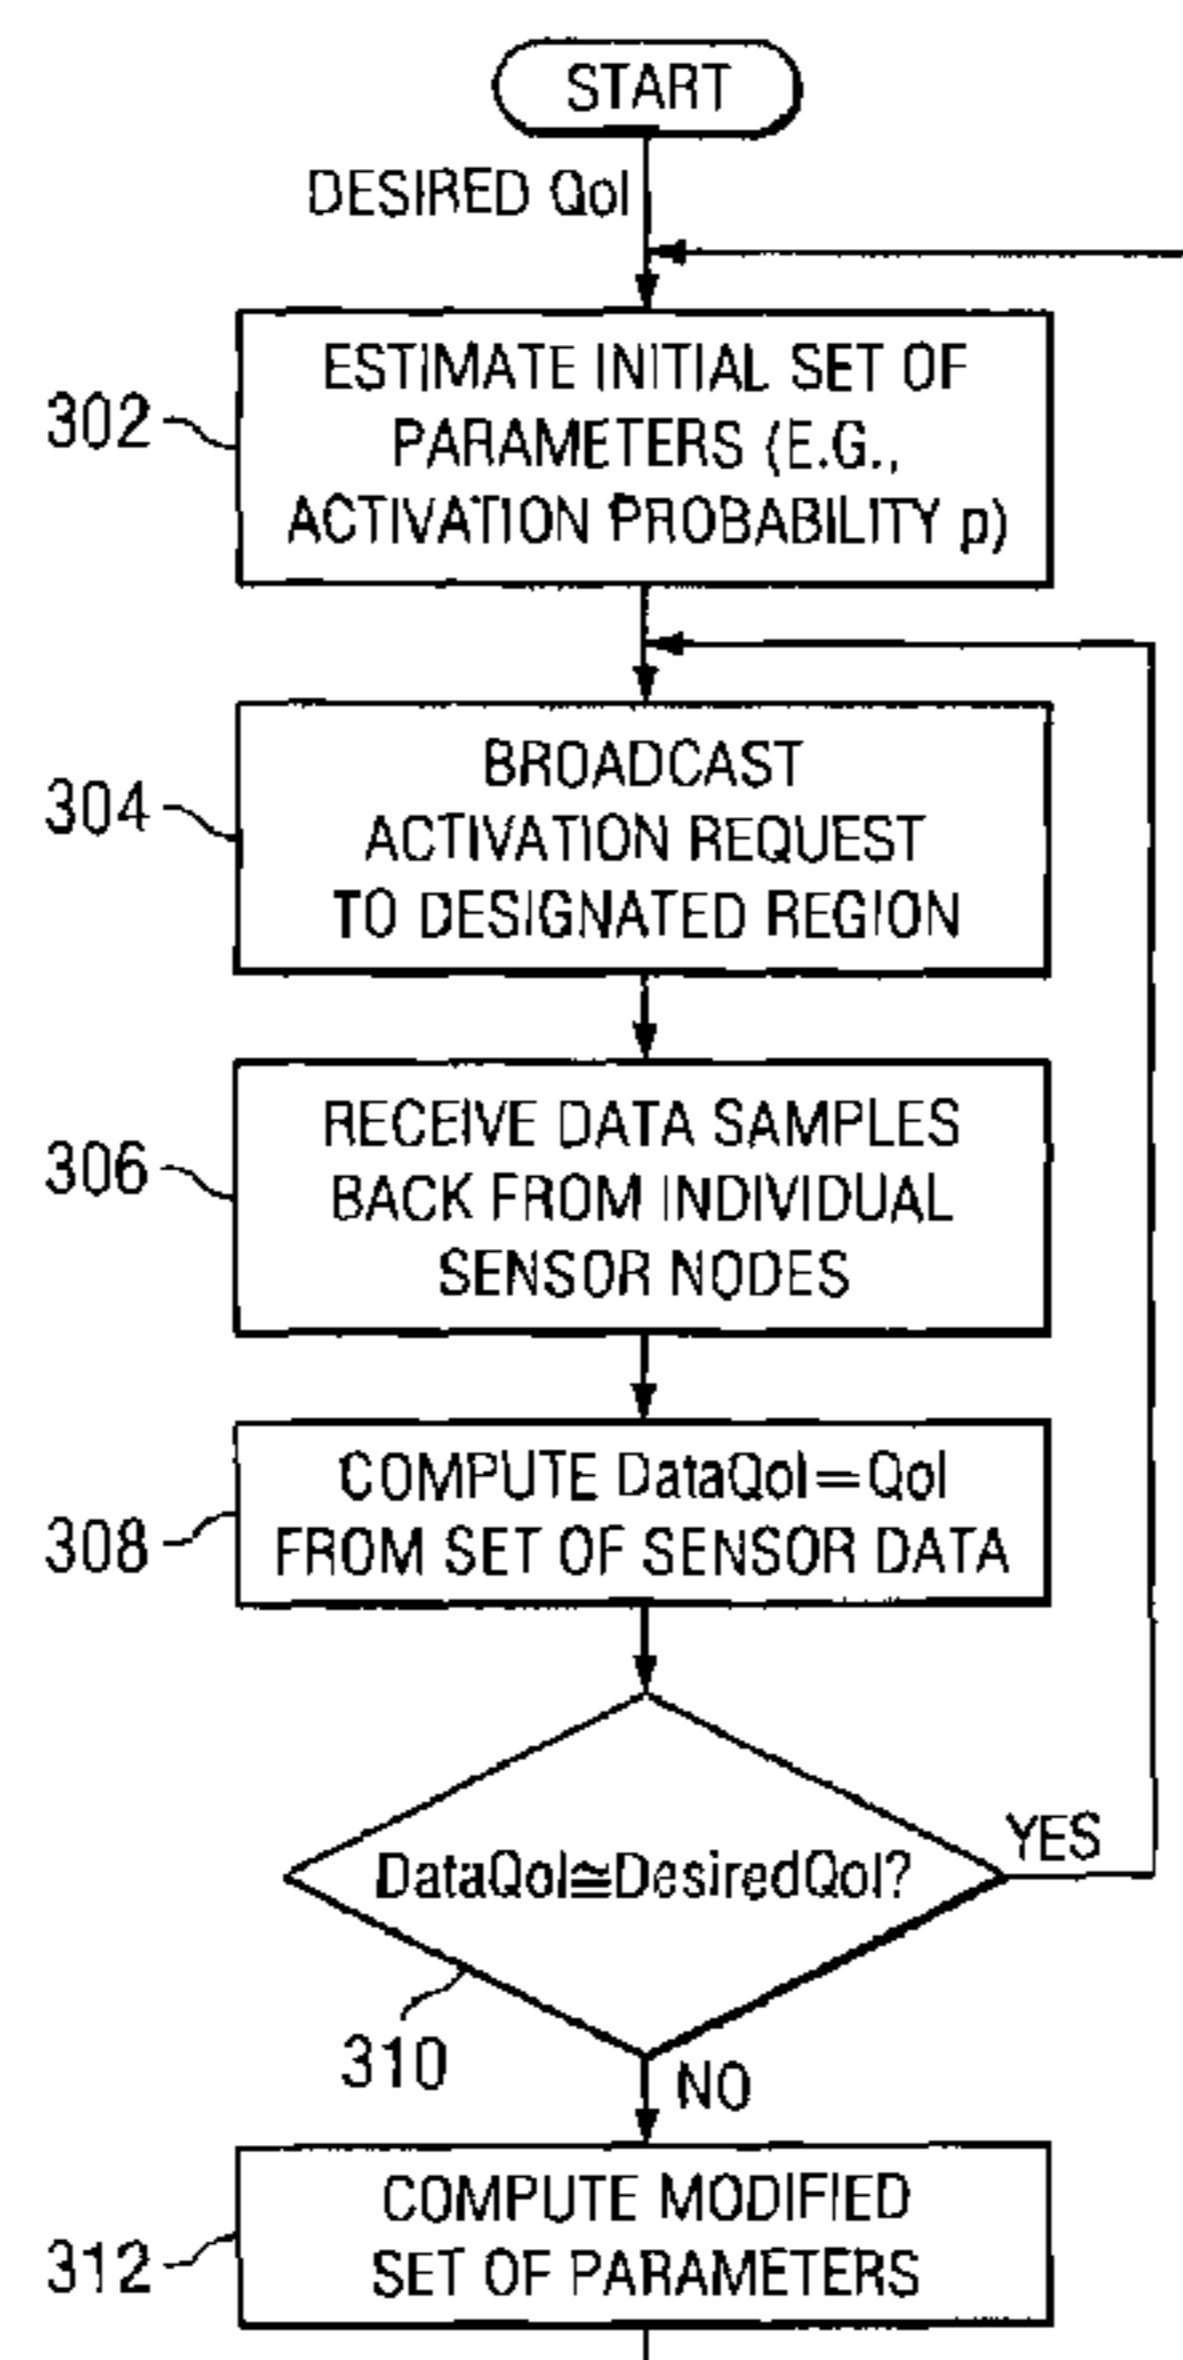 START
DESIRED QoI
302
ESTIMATE INITIAL SET OF
PARAMETERS (E.G.,
ACTIVATION PROBABILITY p)
304
BROADCAST
ACTIVATION REQUEST
TO DESIGNATED REGION
306
RECEIVE DATA SAMPLES
BACK FROM INDIVIDUAL
SENSOR NODES
308
COMPUTE DataQoI=QoI
FROM SET OF SENSOR DATA
DataQoI≅DesiredQoI?
YES
310
NO
312
COMPUTE MODIFIED
SET OF PARAMETERS